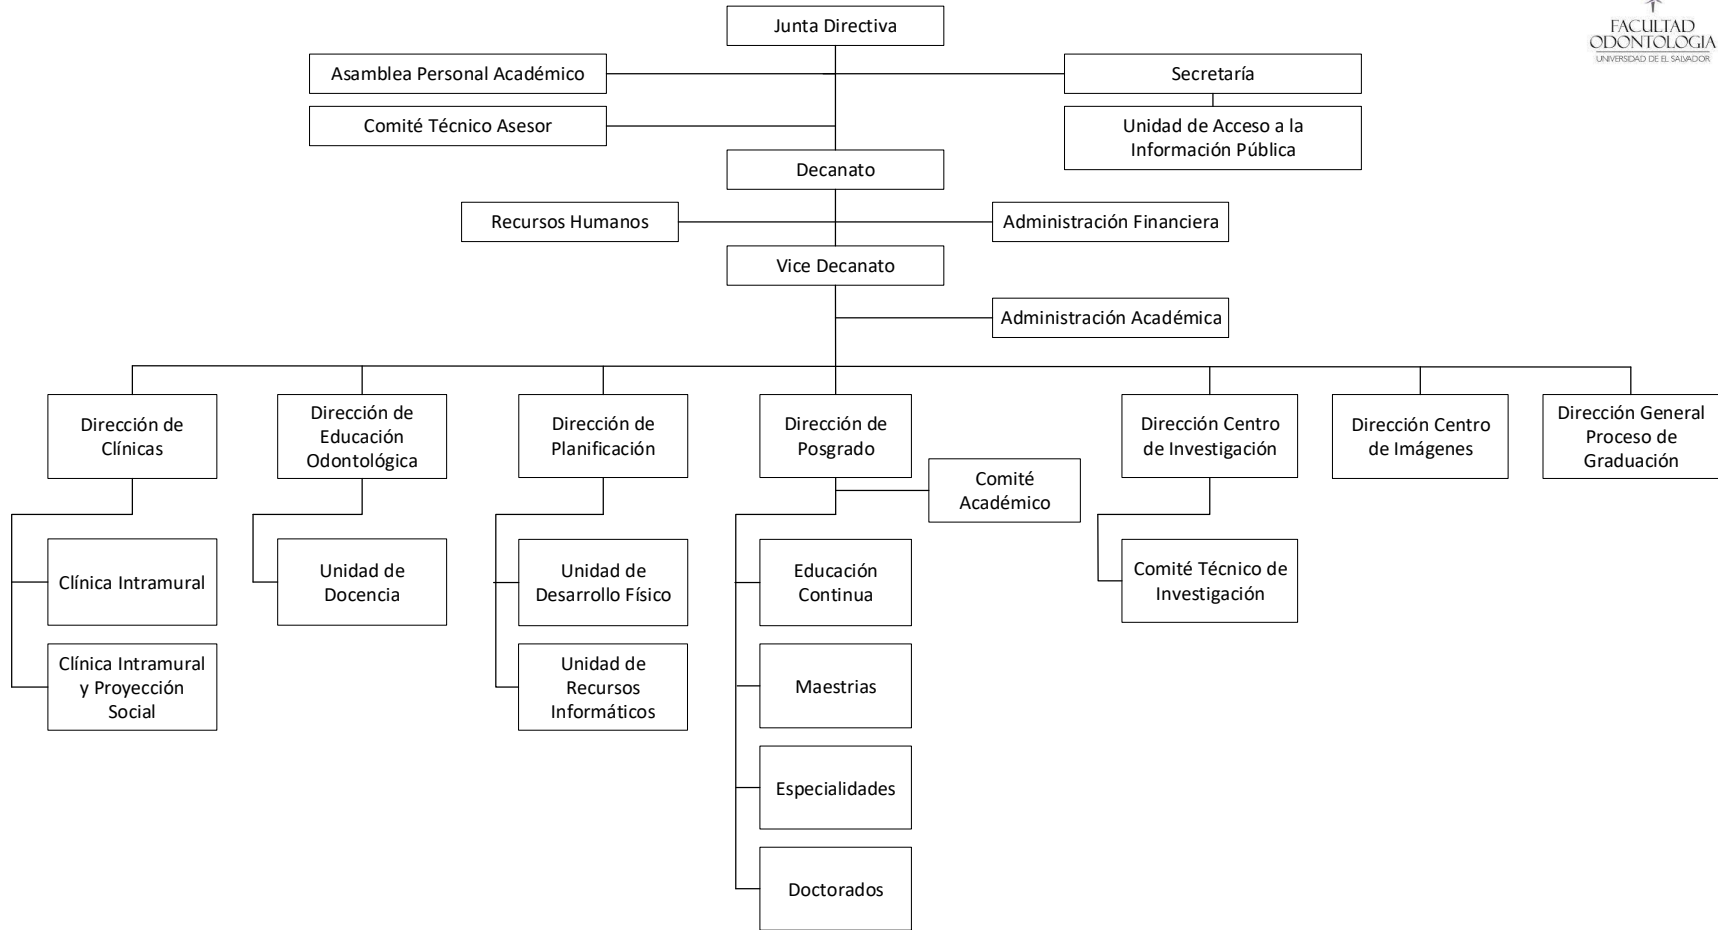 Junta Directiva
FACULTAD
ODONTOLOGIA
UNIVERSIDAD DE EL SALVADOR
Asamblea Personal Académico
Secretaría
Comité Técnico Asesor
Unidad de Acceso a la
Información Pública
Decanato
Recursos Humanos
Administración Financiera
Vice Decanato
Administración Académica
Dirección de
Clínicas
Dirección de
Educación
Odontológica
Dirección de
Planificación
Dirección de
Posgrado
Dirección Centro
de Investigación
Dirección Centro
de Imágenes
Dirección General
Proceso de
Graduación
Comité
Académico
Clínica Intramural
Unidad de
Docencia
Unidad de
Desarrollo Físico
Educación
Continua
Comité Técnico de
Investigación
Clínica Intramural
y Proyección
Social
Unidad de
Recursos
Informáticos
Maestrias
Especialidades
Doctorados